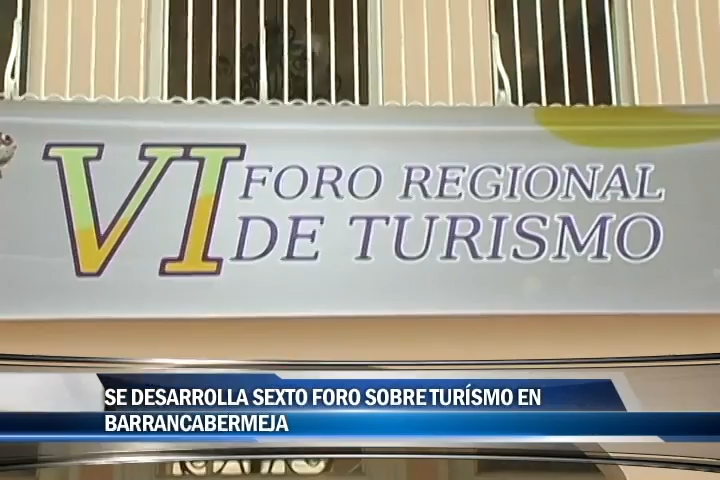 VI FORO REGIONAL
DE TURISMO
SE DESARROLLA SEXTO FORO SOBRE TURÍSMO EN
BARRANCABERMEJA